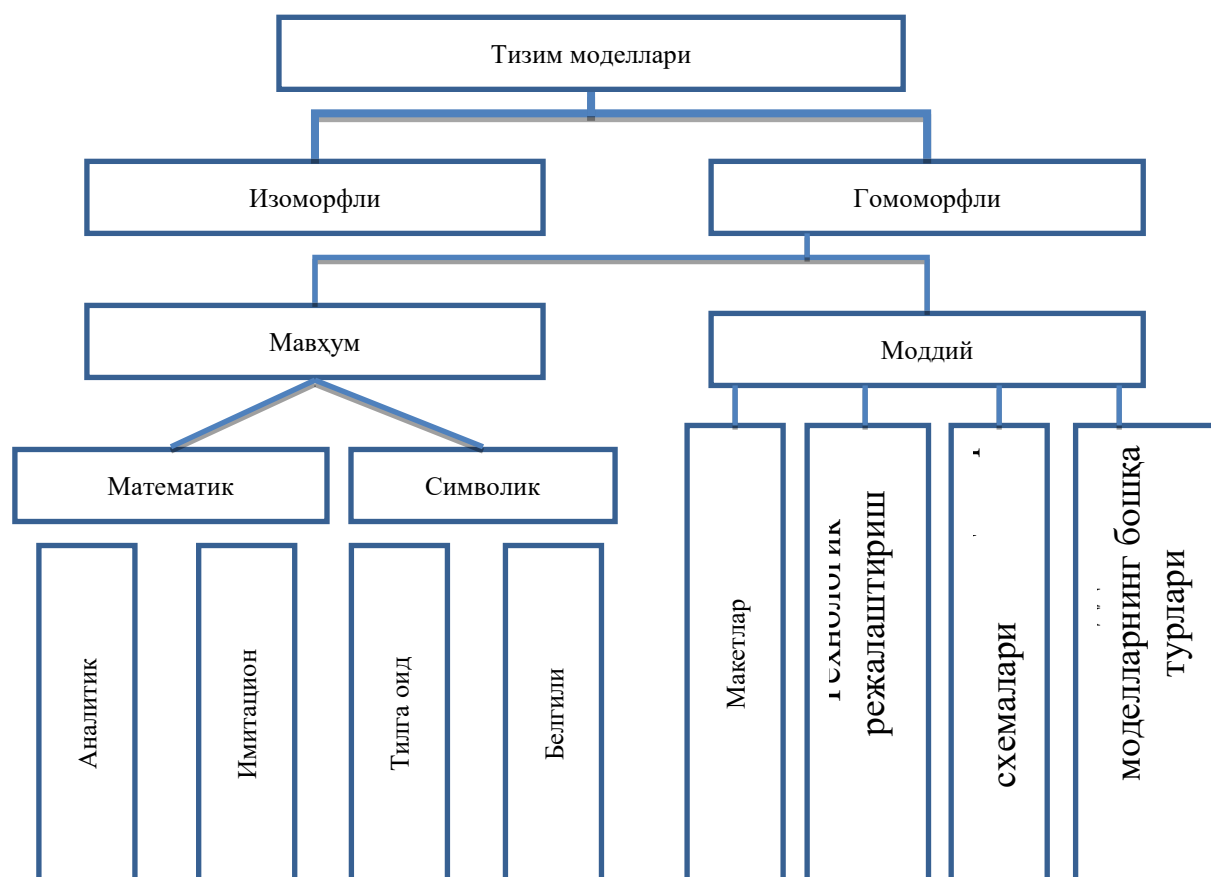 Тизим моделлари
Изоморфли
Гомоморфли
Мавҳум
Моддий
Математик
Символик
Аналитик
Имитацион
Тилга оид
Белгили
Макетлар
Технологик
режалаштириш
схемалари
моделларнинг бошқа
турлари